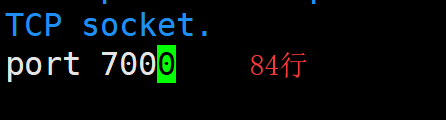 TCP socket.
port 7000 84行